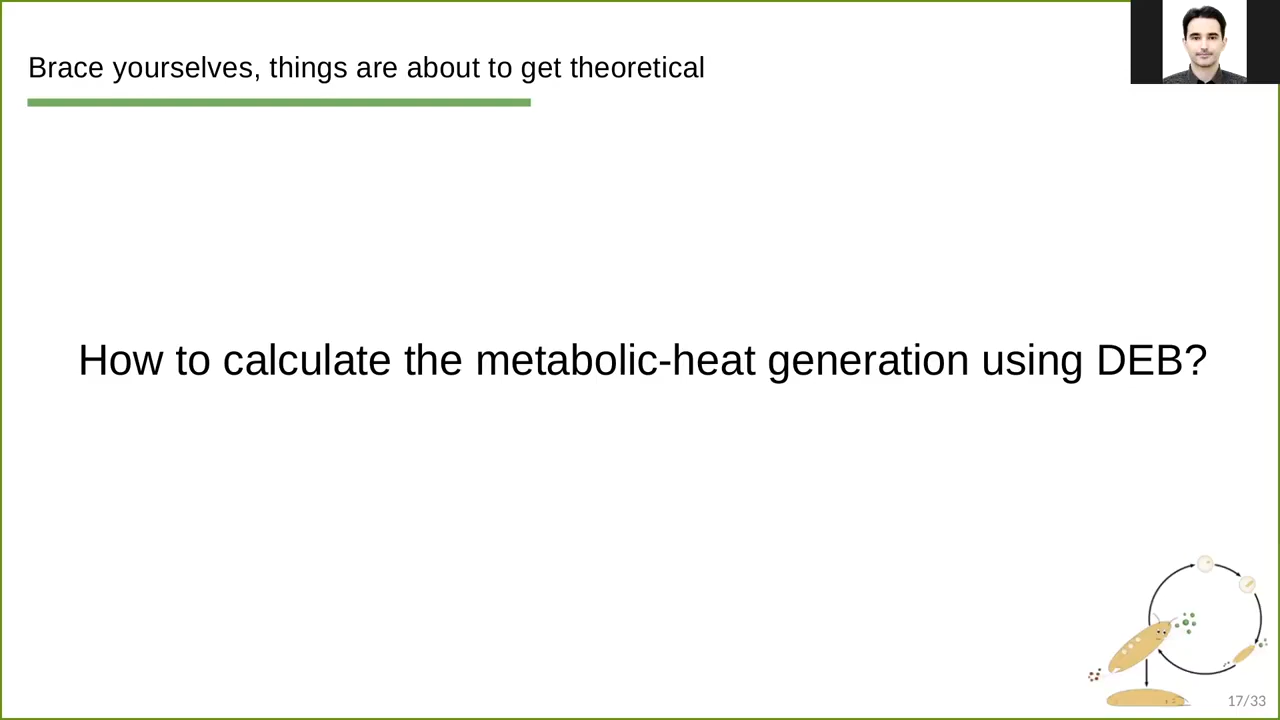 Brace yourselves, things are about to get theoretical
How to calculate the metabolic-heat generation using DEB?
17/33